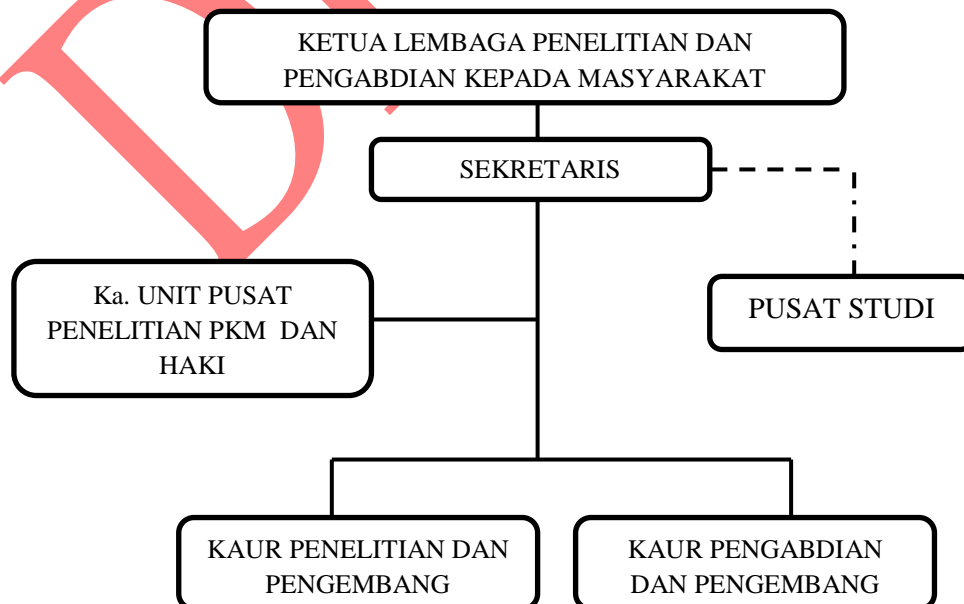 KETUA LEMBAGA PENELITIAN DAN
PENGABDIAN KEPADA MASYARAKAT
SEKRETARIS
Ka. UNIT PUSAT
PENELITIAN PKM DAN
HAKI
PUSAT STUDI
KAUR PENELITIAN DAN
PENGEMBANG
KAUR PENGABDIAN
DAN PENGEMBANG